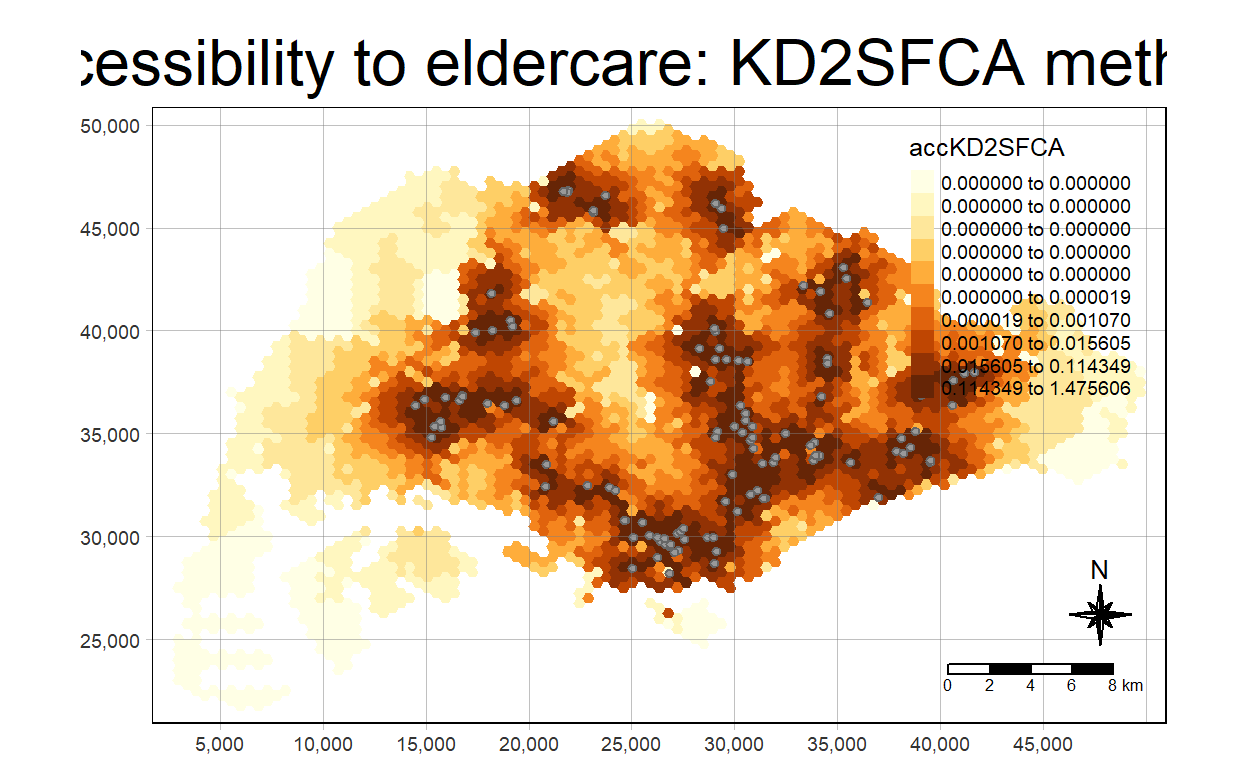 cessibility to eldercare: KD2SFCA meth
50,000
45,000
40,000
35,000
30,000
25,000
accKD2SFCA
0.000000 to 0.000000
0.000000 to 0.000000
0.000000 to 0.000000
0.000000 to 0.000000
0.000000 to 0.000000
0.000000 to 0.000019
0.000019 to 0.001070
0.001070 to 0.015605
0.015605 to 0.114349
0.114349 to 1.475606
N
0 2 4 6 8 km
5,000 10,000 15,000 20,000 25,000 30,000 35,000 40,000 45,000